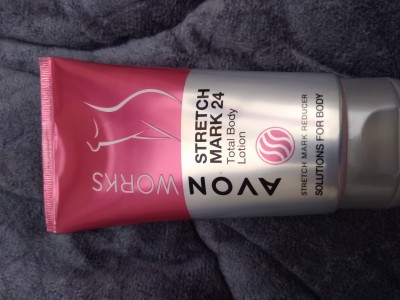 WORKS
STRETCH
MARK 24
Total Body
Lotion
AVON
STRETCH MARK REDUCER
SOLUTIONS FOR BODY